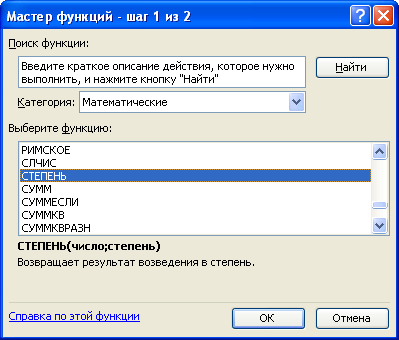 Мастер функций - шаг 1 из 2
Поиск функции:
Введите краткое описание действия, которое нужно
выполнить, и нажмите кнопку "Найти"
Найти
Категория: Математические
Выберите функцию:
РИМСКОЕ
СЛЧИС
СТЕПЕНЬ
СУММ
СУММЕСЛИ
СУММКВ
СУММКВРАЗН
СТЕПЕНЬ(число;степень)
Возвращает результат возведения в степень.
Справка по этой функции
ОК
Отмена